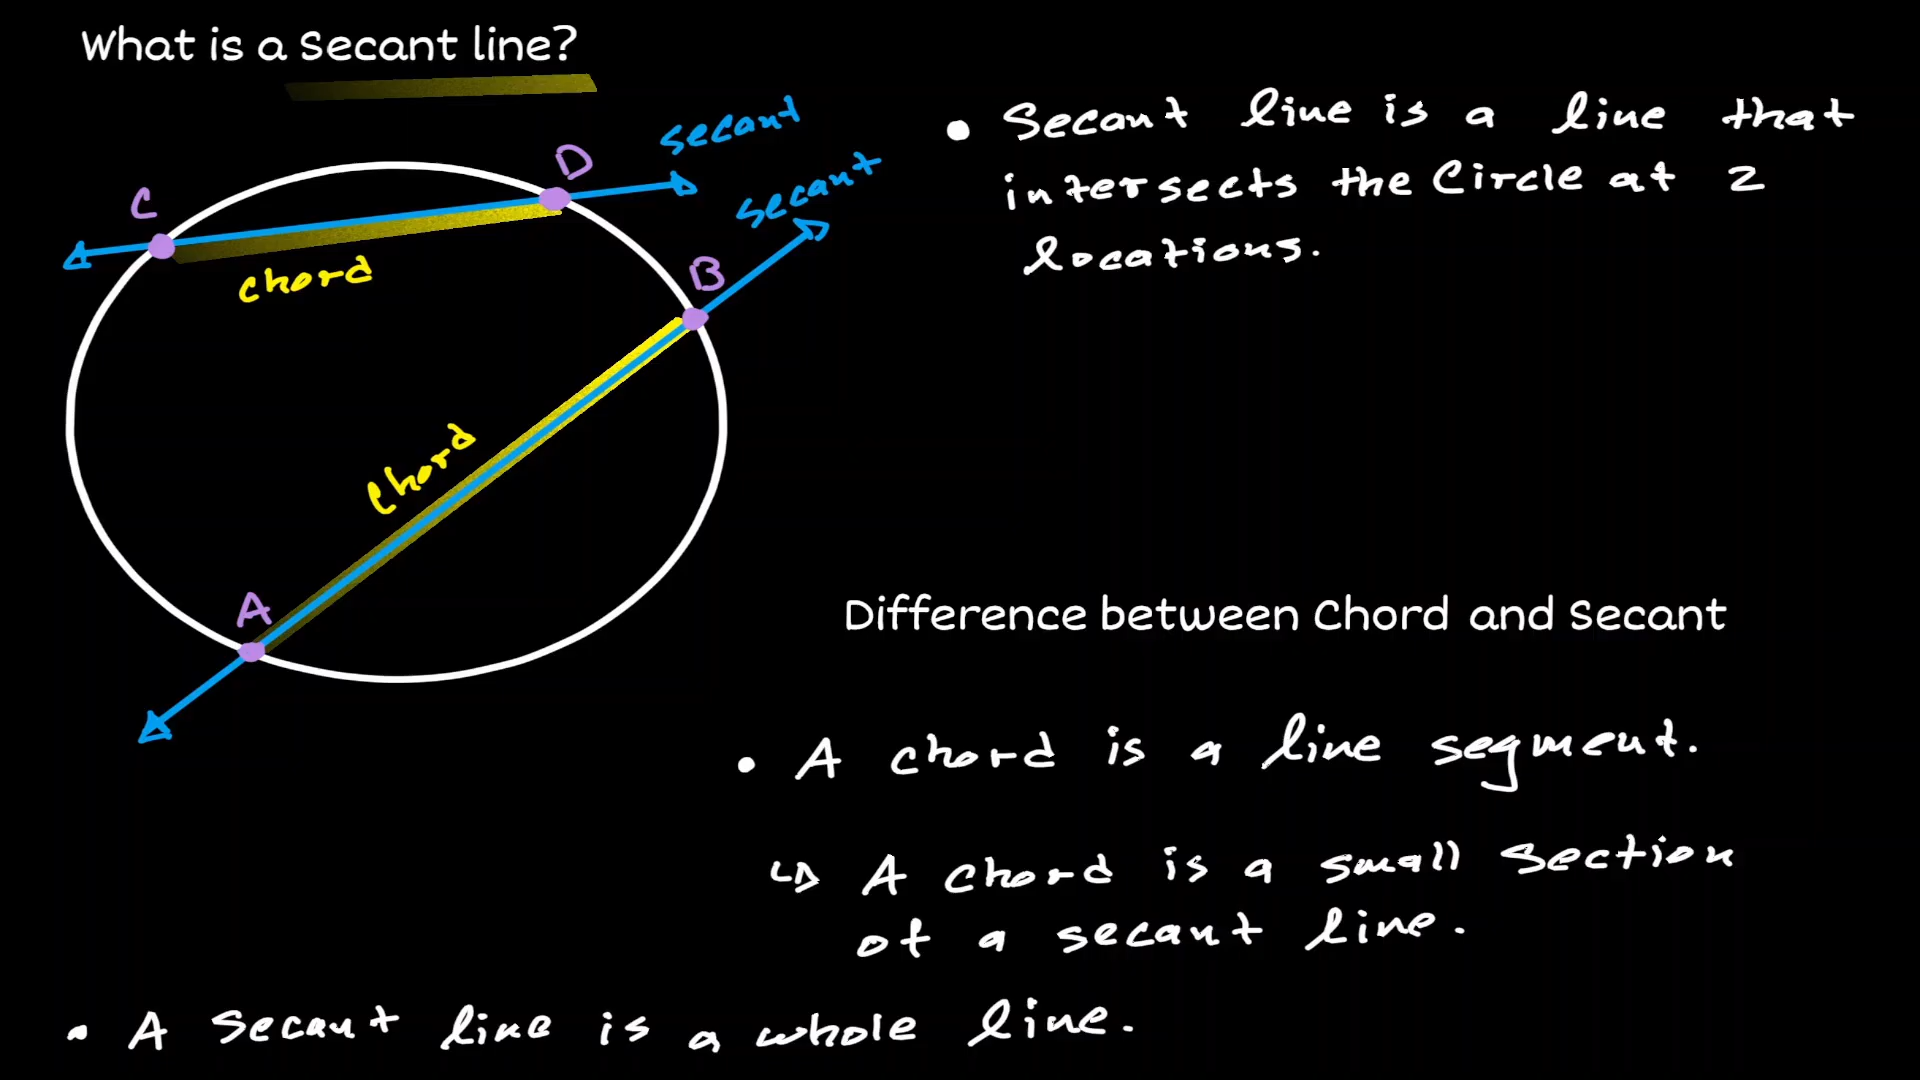 What is a Secant line?
secant
secant
C
D
B
chord
chord
A
• Secant line is a line that
intersects the Circle at 2
locations.
Difference between Chord and Secant
• A chord is a line segment.
↳ A chord is a small section
of a secant line.
• A secant line is a whole line.